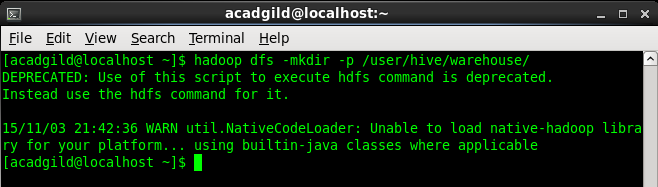 acadgild@localhost:~
File Edit View Search Terminal Help
[acadgild@localhost ~]$ hadoop dfs -mkdir -p /user/hive/warehouse/
DEPRECATED: Use of this script to execute hdfs command is deprecated.
Instead use the hdfs command for it.
15/11/03 21:42:36 WARN util.NativeCodeLoader: Unable to load native-hadoop libra
ry for your platform... using builtin-java classes where applicable
[acadgild@localhost ~]$